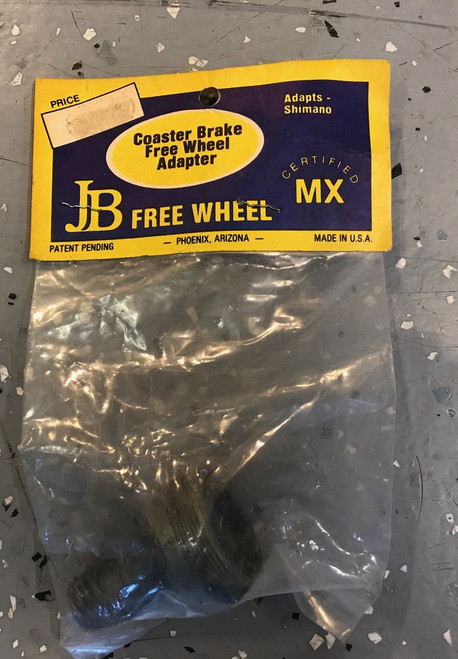 PRICE
Adapts -
Shimano
Coaster Brake
Free Wheel
Adapter
CERTIFIED
MX
JB FREE WHEEL
PATENT PENDING
— PHOENIX, ARIZONA —
MADE IN U.S.A.